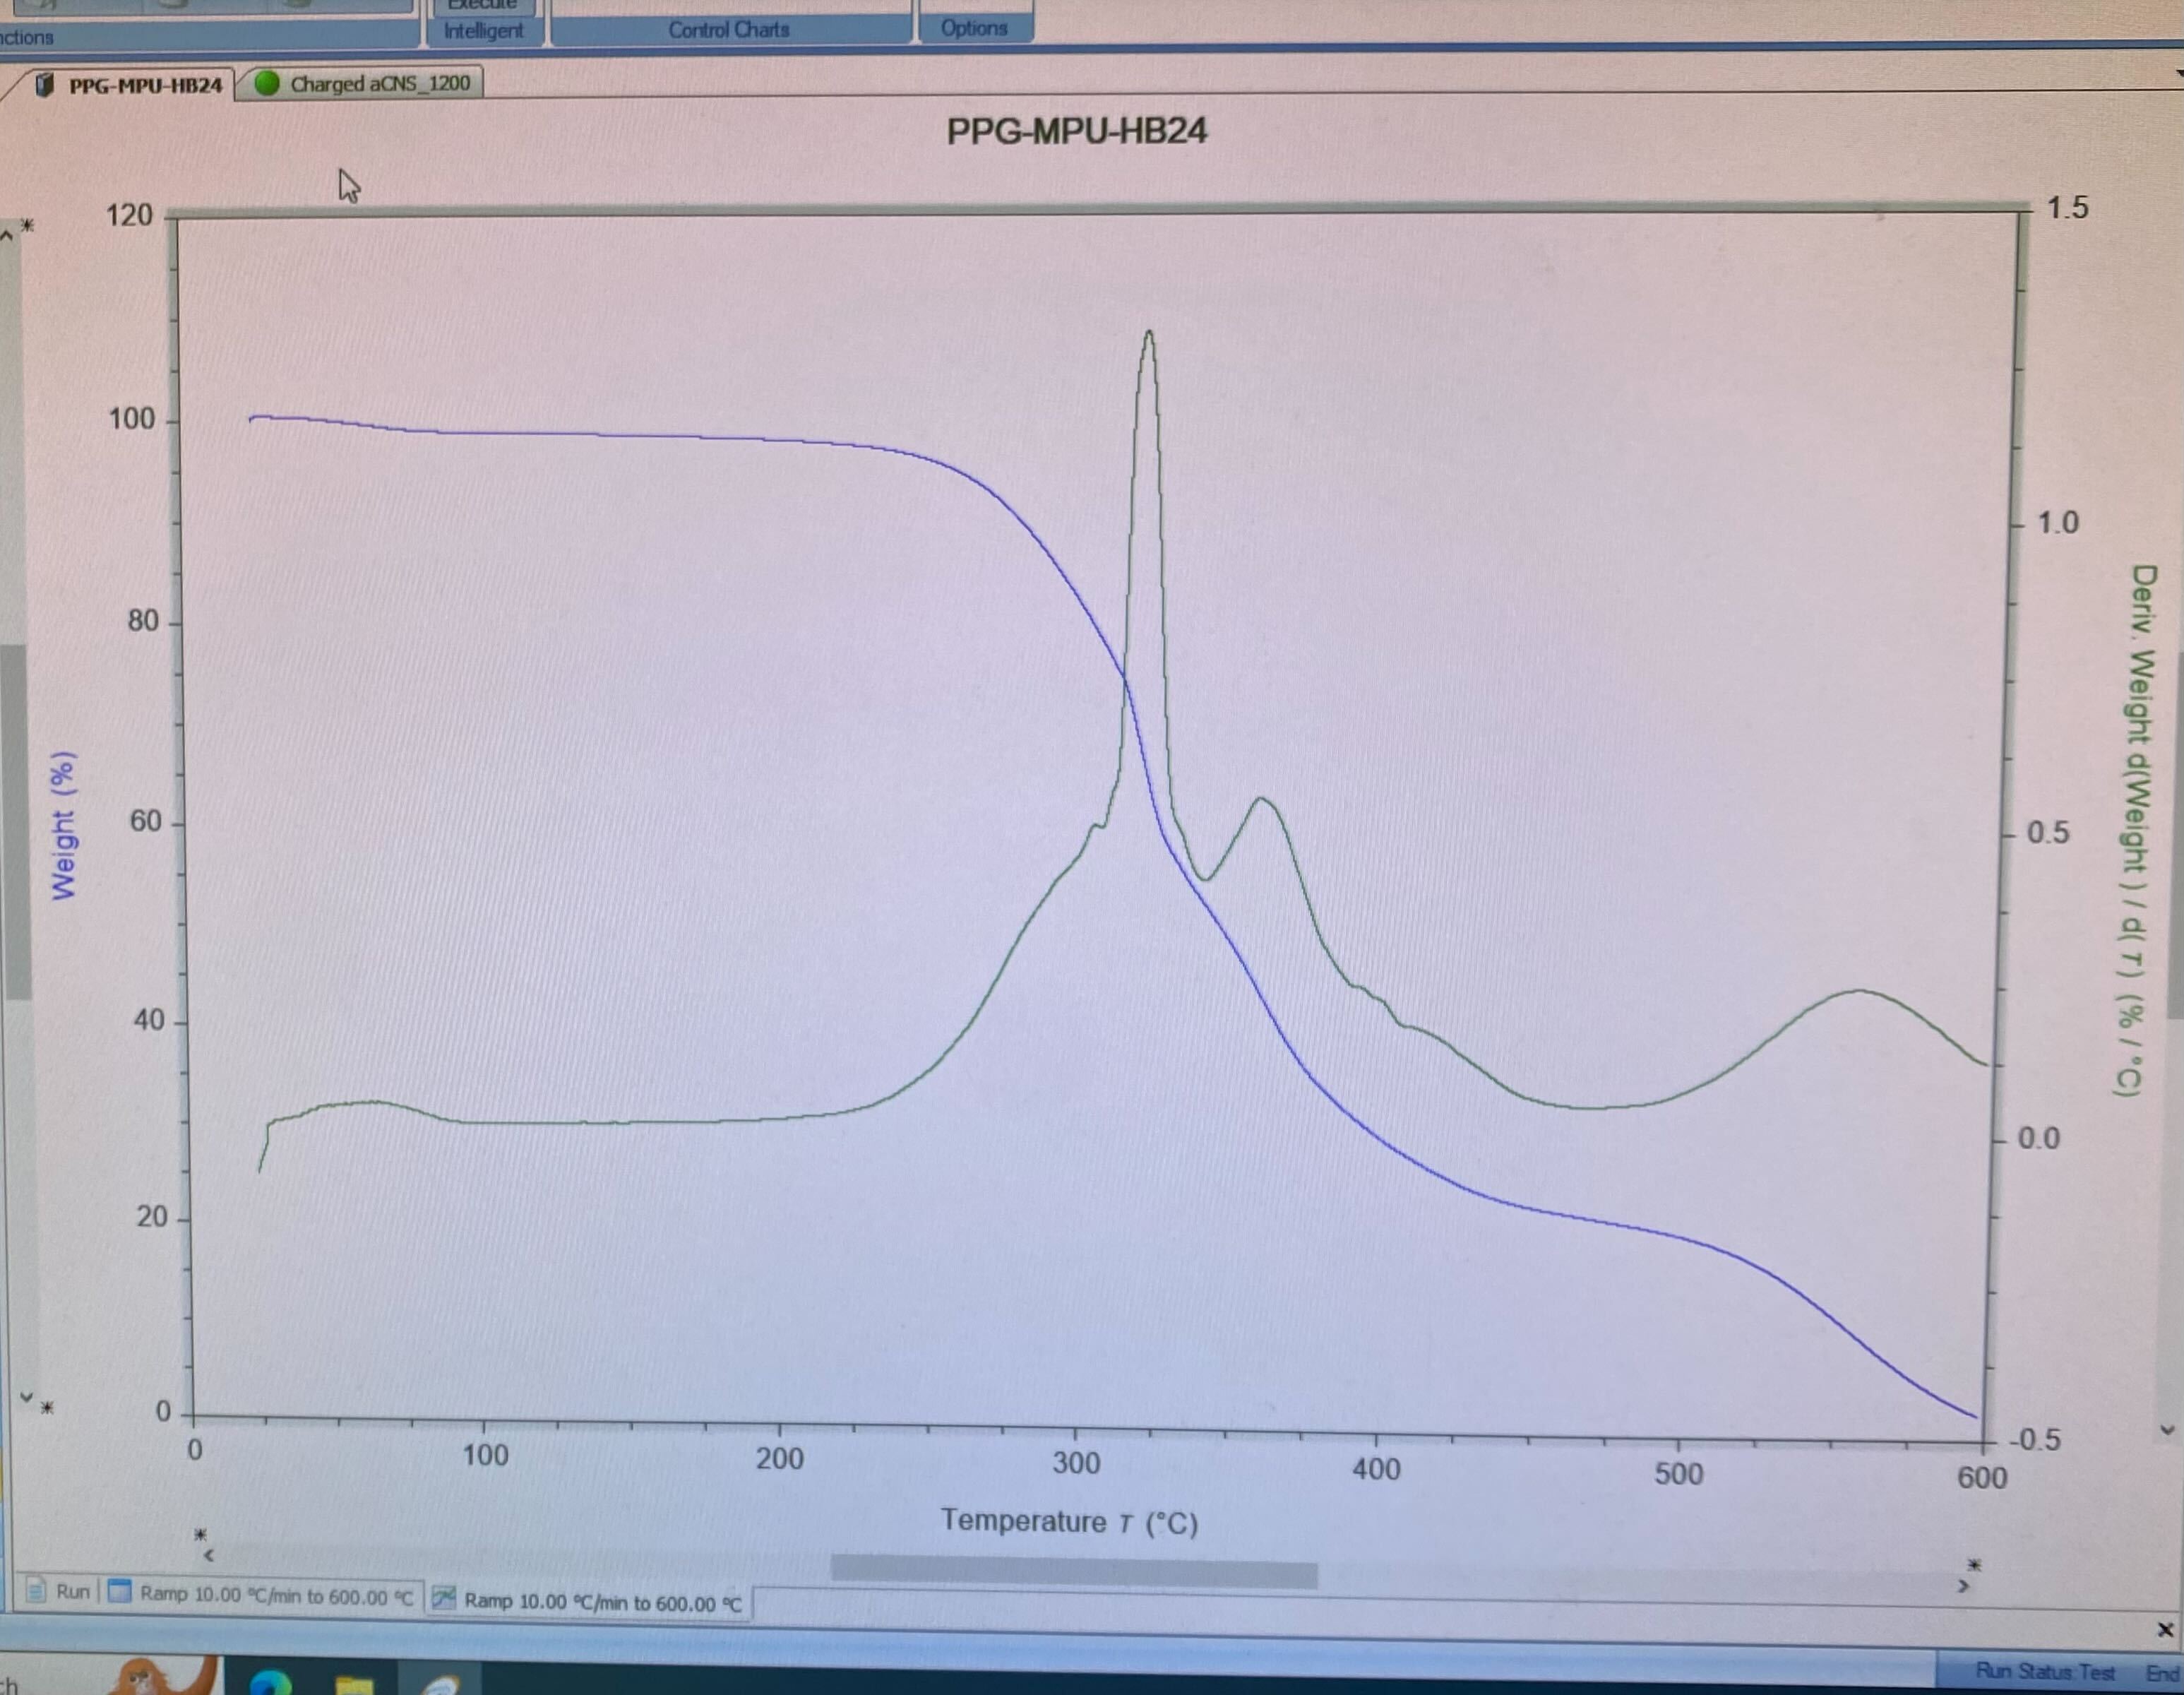 Execute
Intelligent
Control Charts
Options
PPG-MPU-HB24
Charged aCNS_1200
PPG-MPU-HB24
120
100
80
60
40
20
0
Weight (%)
1.5
1.0
0.5
0.0
-0.5
Deriv. Weight d(Weight) / d(T) (% / °C)
0 100 200 300 400 500 600
Temperature T (°C)
Run
Ramp 10.00 °C/min to 600.00 °C
Ramp 10.00 °C/min to 600.00 °C
Run Status:Test End